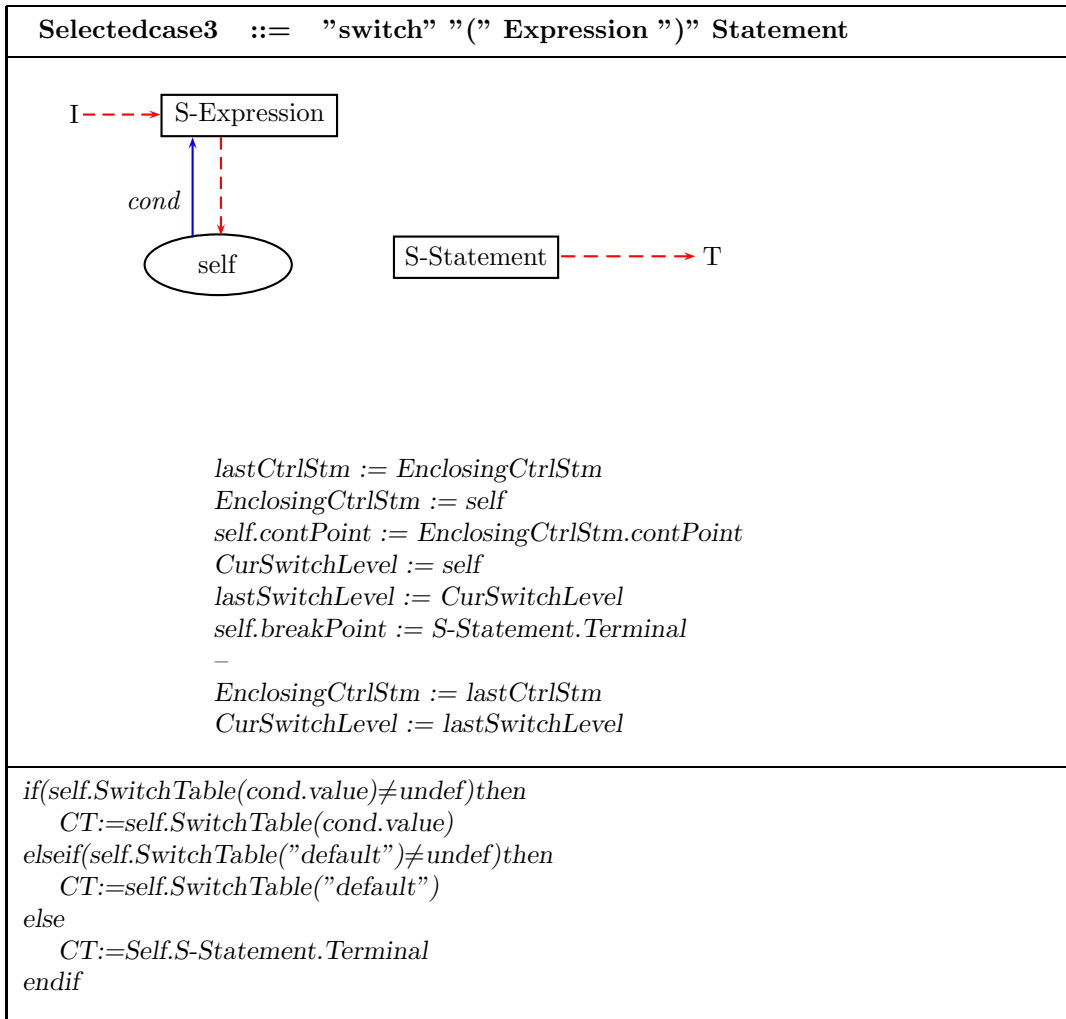 Selectedcase3 ::= ”switch” ”(” Expression ”)” Statement
I S-Expression
cond
self S-Statement T
lastCtrlStm := EnclosingCtrlStm
EnclosingCtrlStm := self
self.contPoint := EnclosingCtrlStm.contPoint
CurSwitchLevel := self
lastSwitchLevel := CurSwitchLevel
self.breakPoint := S-Statement.Terminal
–
EnclosingCtrlStm := lastCtrlStm
CurSwitchLevel := lastSwitchLevel
if(self.SwitchTable(cond.value)≠undef)then
CT:=self.SwitchTable(cond.value)
elseif(self.SwitchTable(”default”)≠undef)then
CT:=self.SwitchTable(”default”)
else
CT:=Self.S-Statement.Terminal
endif